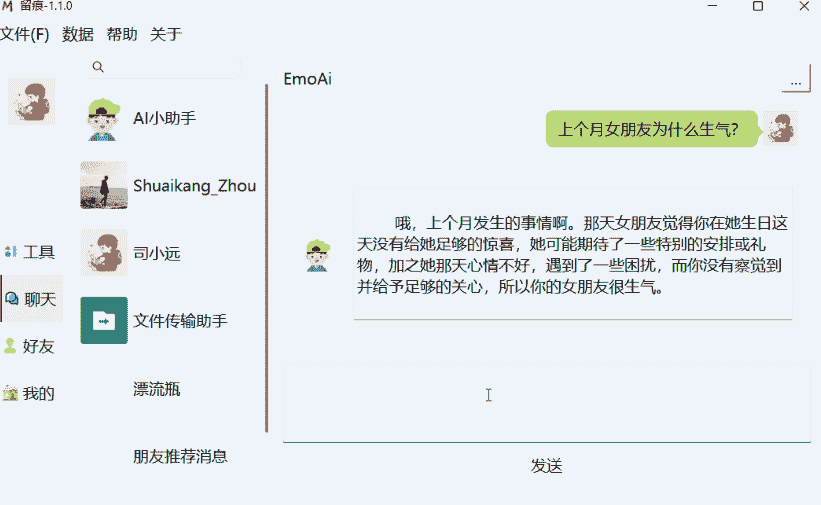 留痕-1.1.0
文件(F) 数据 帮助 关于
AI小助手
Shuaikang_Zhou
司小远
文件传输助手
漂流瓶
朋友推荐消息
工具
聊天
好友
我的
EmoAi
...
上个月女朋友为什么生气？
哦，上个月发生的事情啊。那天女朋友觉得你在她生日这
天没有给她足够的惊喜，她可能期待了一些特别的安排或礼
物，加之她那天心情不好，遇到了一些困扰，而你没有察觉到
并给予足够的关心，所以你的女朋友很生气。
发送